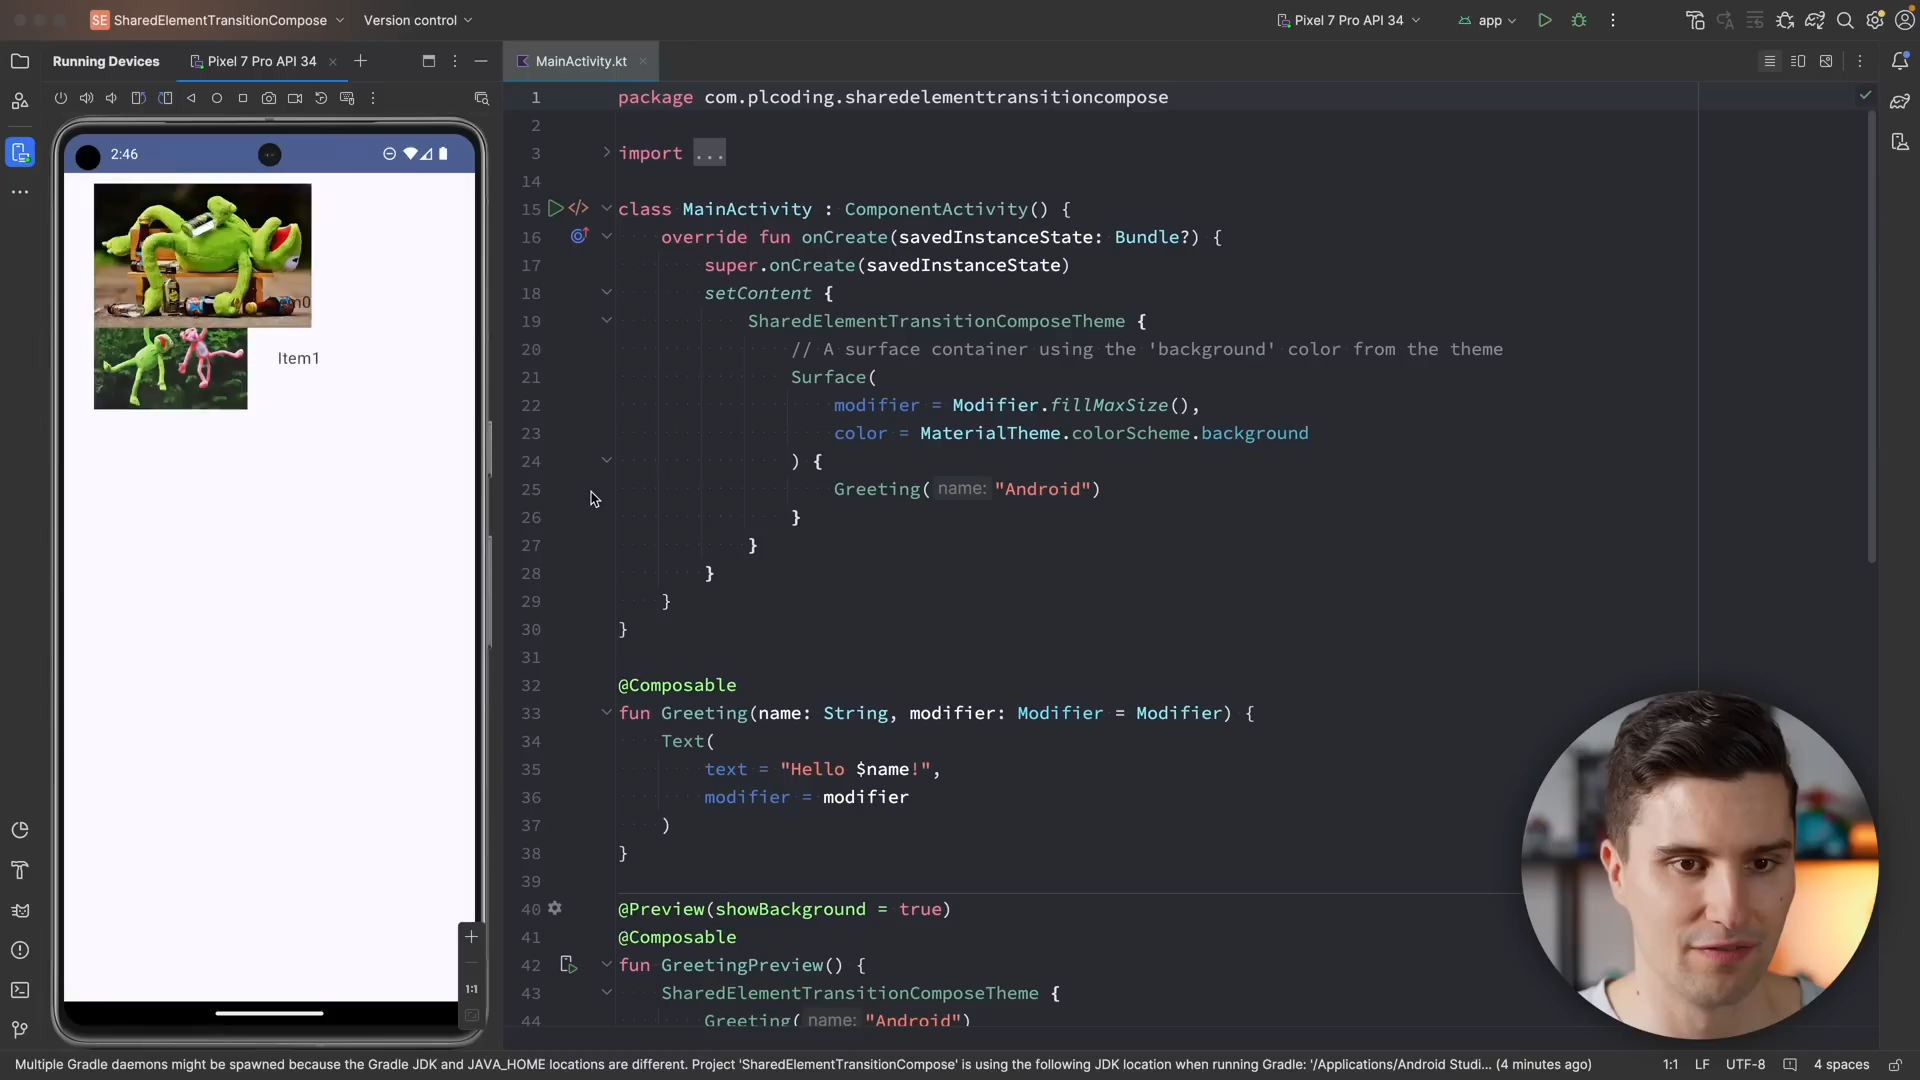 SE SharedElementTransitionCompose Version control Pixel 7 Pro API 34 app
Running Devices Pixel 7 Pro API 34 MainActivity.kt
2:46
Item1
1:1
1 package com.plcoding.sharedelementtransitioncompose
2
3 import ...
14
15 class MainActivity : ComponentActivity() {
16 override fun onCreate(savedInstanceState: Bundle?) {
17 super.onCreate(savedInstanceState)
18 setContent {
19 SharedElementTransitionComposeTheme {
20 // A surface container using the 'background' color from the theme
21 Surface(
22 modifier = Modifier.fillMaxSize(),
23 color = MaterialTheme.colorScheme.background
24 ) {
25 Greeting( name: "Android")
26 }
27 }
28 }
29 }
30 }
31
32 @Composable
33 fun Greeting(name: String, modifier: Modifier = Modifier) {
34 Text(
35 text = "Hello $name!",
36 modifier = modifier
37 )
38 }
39
40 @Preview(showBackground = true)
41 @Composable
42 fun GreetingPreview() {
43 SharedElementTransitionComposeTheme {
44 Greeting( name: "Android")
Multiple Gradle daemons might be spawned because the Gradle JDK and JAVA_HOME locations are different. Project 'SharedElementTransitionCompose' is using the following JDK location when running Gradle: '/Applications/Android Studi... (4 minutes ago) 1:1 LF UTF-8 4 spaces